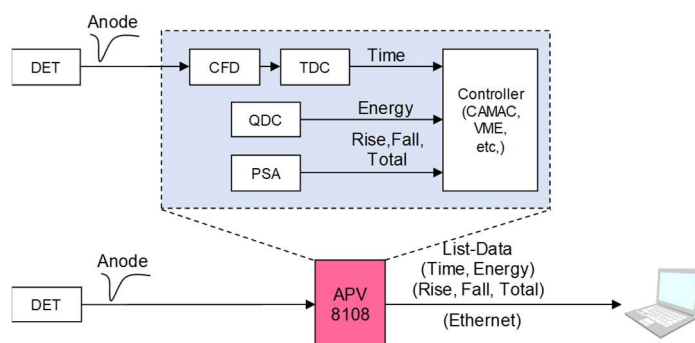 Anode
DET
CFD
TDC
Time
QDC
Energy
PSA
Rise,Fall,
Total
Controller
(CAMAC,
VME,
etc,)
Anode
DET
APV
8108
List-Data
(Time, Energy)
(Rise, Fall, Total)
(Ethernet)